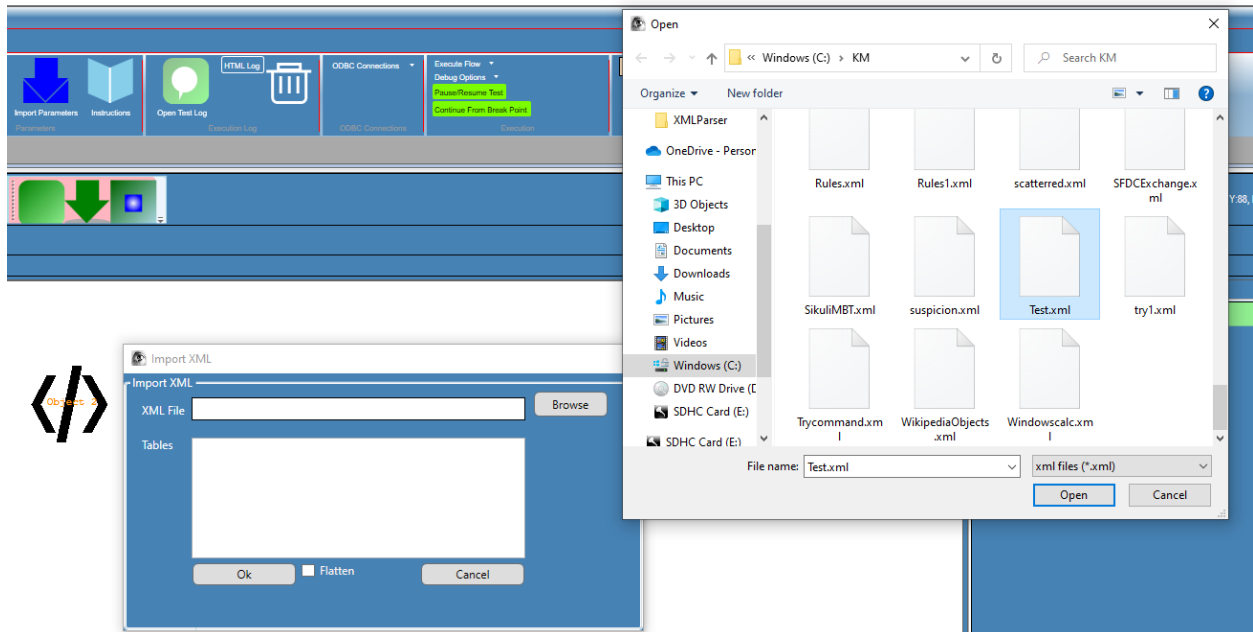 Import Parameters
Instructions
Parameters
Open Test Log
HTML Log
Execution Log
ODBC Connections
ODBC Connections
Execute Flow
Debug Options
Pause/Resume Test
Continue From Break Point
Execution
Y:88,
Object 2
Import XML
Import XML
XML File
Browse
Tables
Ok
Flatten
Cancel
Open
« Windows (C:) › KM
Search KM
Organize
New folder
XMLParser
OneDrive - Person
This PC
3D Objects
Desktop
Documents
Downloads
Music
Pictures
Videos
Windows (C:)
DVD RW Drive (D
SDHC Card (E:)
SDHC Card (E:)
Rules.xml
Rules1.xml
scatterred.xml
SFDCExchange.x
ml
SikuliMBT.xml
suspicion.xml
Test.xml
try1.xml
Trycommand.xm
l
WikipediaObjects
.xml
Windowscalc.xm
l
File name: Test.xml
xml files (*.xml)
Open
Cancel